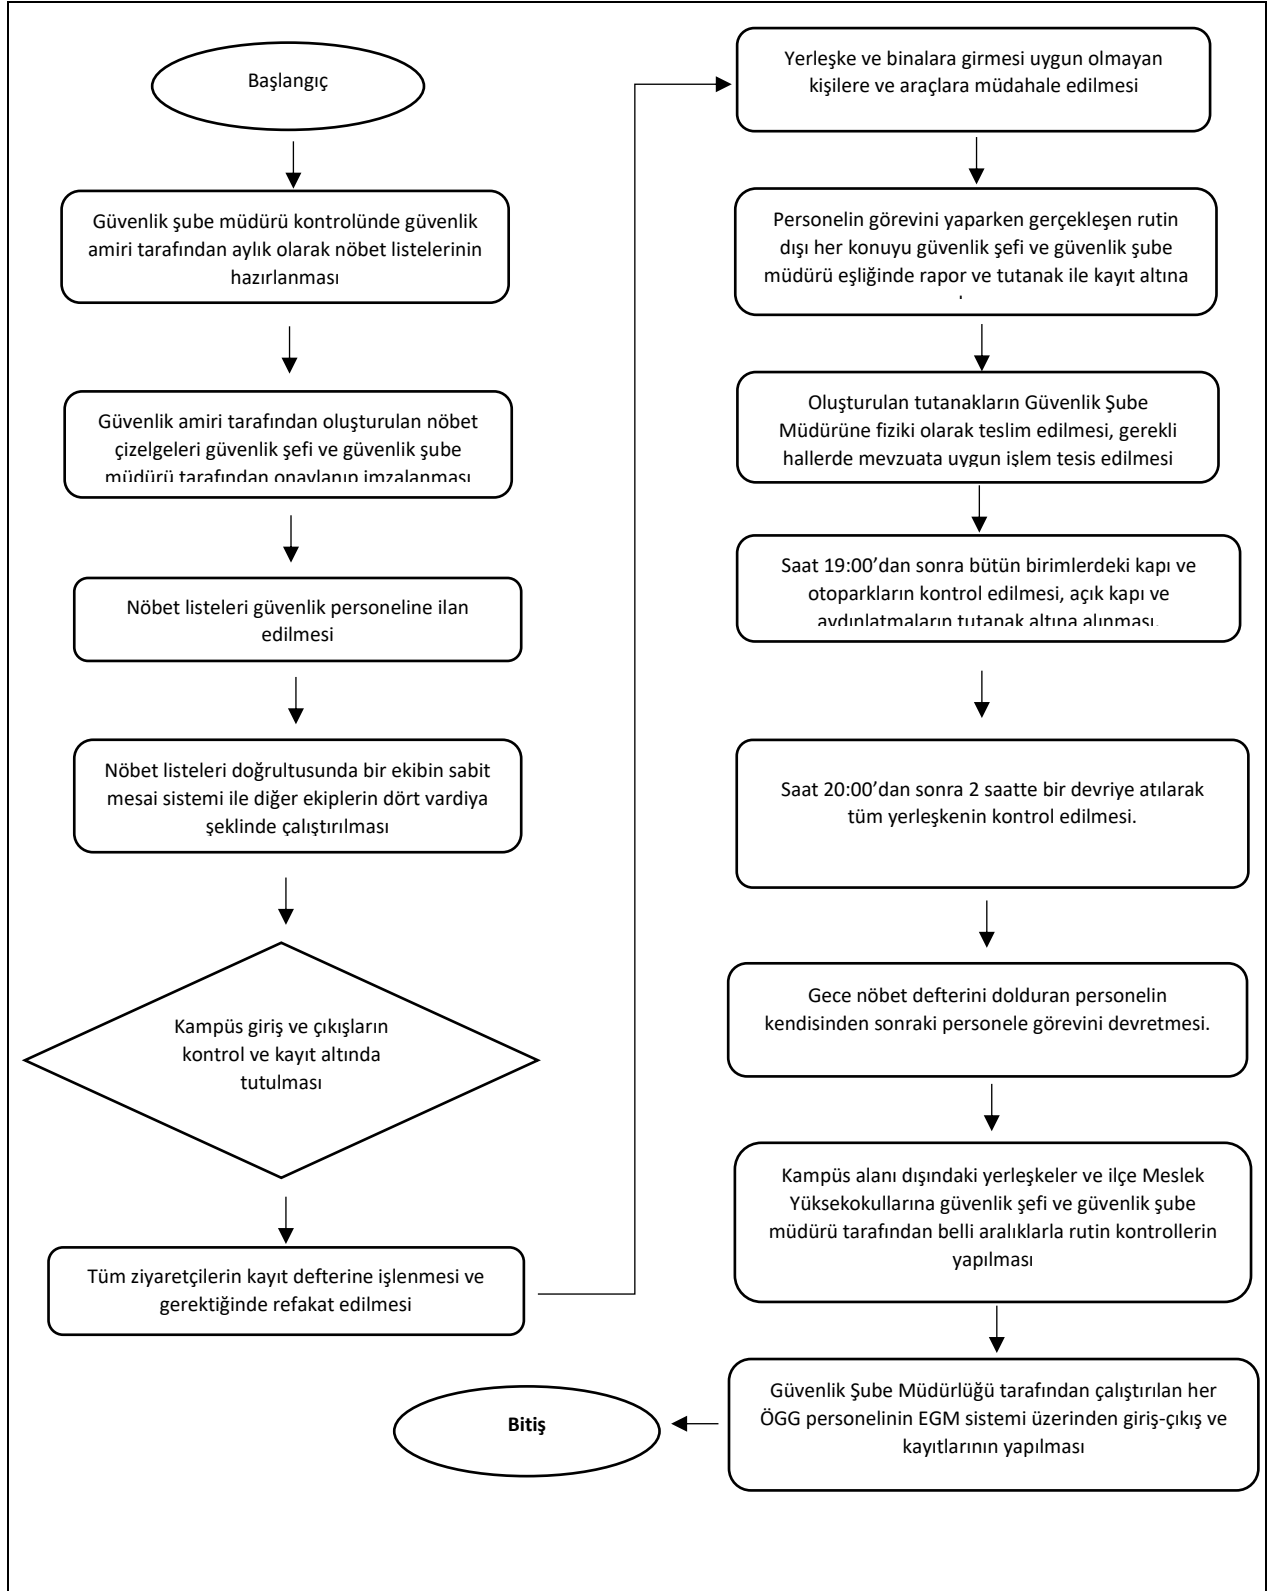 Başlangıç
Güvenlik şube müdürü kontrolünde güvenlik
amiri tarafından aylık olarak nöbet listelerinin
hazırlanması
Güvenlik amiri tarafından oluşturulan nöbet
çizelgeleri güvenlik şefi ve güvenlik şube
müdürü tarafından onaylanıp imzalanması
Nöbet listeleri güvenlik personeline ilan
edilmesi
Nöbet listeleri doğrultusunda bir ekibin sabit
mesai sistemi ile diğer ekiplerin dört vardiya
şeklinde çalıştırılması
Kampüs giriş ve çıkışların
kontrol ve kayıt altında
tutulması
Tüm ziyaretçilerin kayıt defterine işlenmesi ve
gerektiğinde refakat edilmesi
Yerleşke ve binalara girmesi uygun olmayan
kişilere ve araçlara müdahale edilmesi
Personelin görevini yaparken gerçekleşen rutin
dışı her konuyu güvenlik şefi ve güvenlik şube
müdürü eşliğinde rapor ve tutanak ile kayıt altına
Oluşturulan tutanakların Güvenlik Şube
Müdürüne fiziki olarak teslim edilmesi, gerekli
hallerde mevzuata uygun işlem tesis edilmesi
Saat 19:00’dan sonra bütün birimlerdeki kapı ve
otoparkların kontrol edilmesi, açık kapı ve
aydınlatmaların tutanak altına alınması.
Saat 20:00’dan sonra 2 saatte bir devriye atılarak
tüm yerleşkenin kontrol edilmesi.
Gece nöbet defterini dolduran personelin
kendisinden sonraki personele görevini devretmesi.
Kampüs alanı dışındaki yerleşkeler ve ilçe Meslek
Yüksekokullarına güvenlik şefi ve güvenlik şube
müdürü tarafından belli aralıklarla rutin kontrollerin
yapılması
Güvenlik Şube Müdürlüğü tarafından çalıştırılan her
ÖGG personelinin EGM sistemi üzerinden giriş-çıkış ve
kayıtlarının yapılması
Bitiş